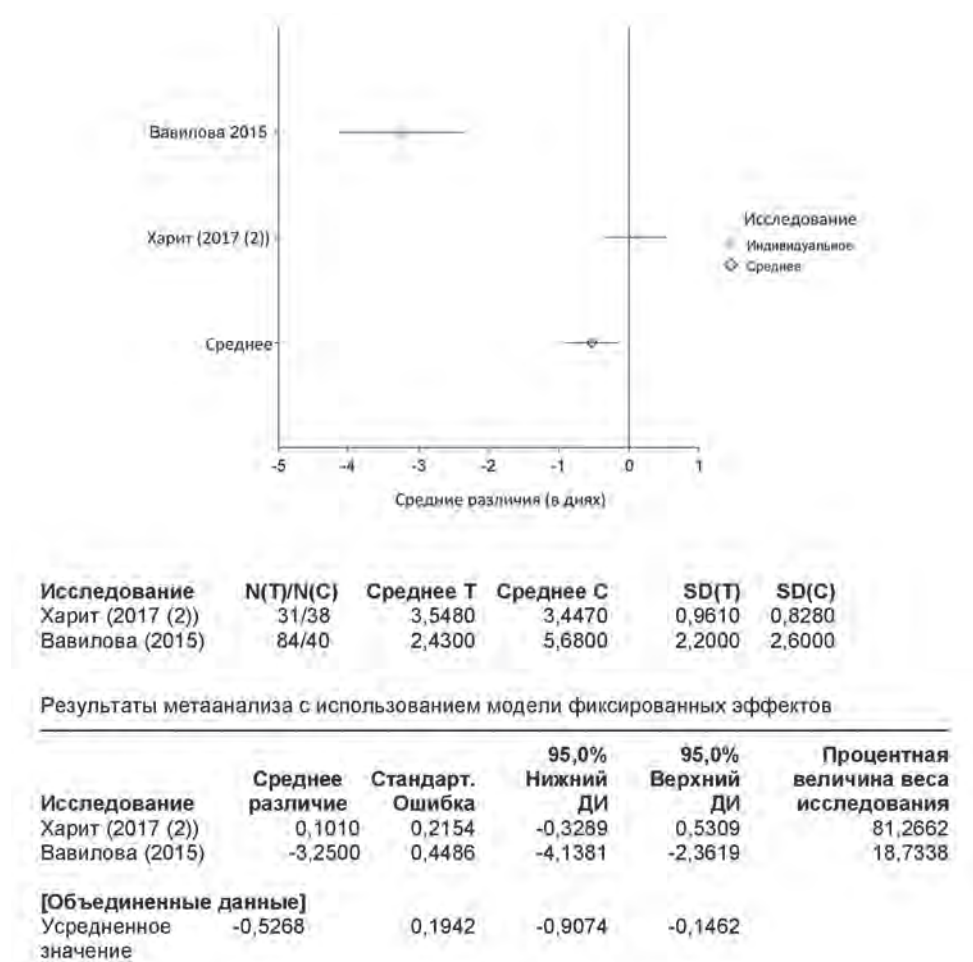 Вавилова 2015
Харит (2017 (2))
Среднее
Исследование
Индивидуальное
Среднее
-5 -4 -3 -2 -1 0 1
Средние различия (в днях)
Исследование N(T)/N(C) Среднее Т Среднее С SD(T) SD(C)
Харит (2017 (2)) 31/38 3,5480 3,4470 0,9610 0,8280
Вавилова (2015) 84/40 2,4300 5,6800 2,2000 2,6000
Результаты метаанализа с использованием модели фиксированных эффектов
95,0% 95,0% Процентная
Среднее Стандарт. Нижний Верхний величина веса
Исследование различие Ошибка ДИ ДИ исследования
Харит (2017 (2)) 0,1010 0,2154 -0,3289 0,5309 81,2662
Вавилова (2015) -3,2500 0,4486 -4,1381 -2,3619 18,7338
[Объединенные данные]
Усредненное -0,5268 0,1942 -0,9074 -0,1462
значение